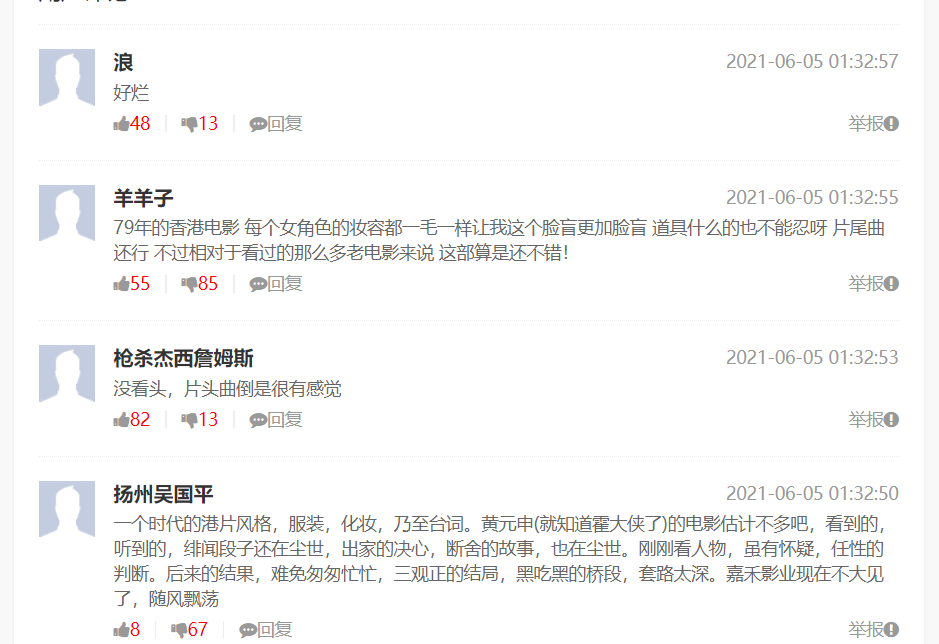 浪
2021-06-05 01:32:57
好烂
48
13
回复
举报
羊羊子
2021-06-05 01:32:55
79年的香港电影 每个女角色的妆容都一毛一样让我这个脸盲更加脸盲 道具什么的也不能忍呀 片尾曲
还行 不过相对于看过的那么多老电影来说 这部算是还不错！
55
85
回复
举报
枪杀杰西詹姆斯
2021-06-05 01:32:53
没看头，片头曲倒是很有感觉
82
13
回复
举报
扬州吴国平
2021-06-05 01:32:50
一个时代的港片风格，服装，化妆，乃至台词。黄元申(就知道霍大侠了)的电影估计不多吧，看到的，
听到的，绯闻段子还在尘世，出家的决心，断舍的故事，也在尘世。刚刚看人物，虽有怀疑，任性的
判断。后来的结果，难免匆匆忙忙，三观正的结局，黑吃黑的桥段，套路太深。嘉禾影业现在不大见
了，随风飘荡
8
67
回复
举报